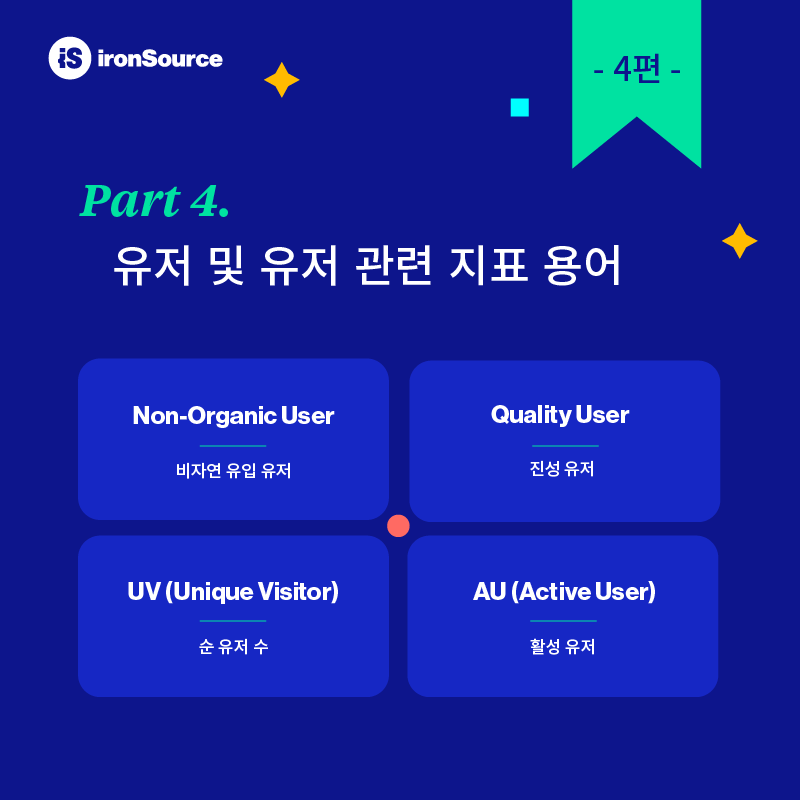 iS ironSource
- 4편 -
Part 4.
유저 및 유저 관련 지표 용어
Non-Organic User
비자연 유입 유저
Quality User
진성 유저
UV (Unique Visitor)
순 유저 수
AU (Active User)
활성 유저